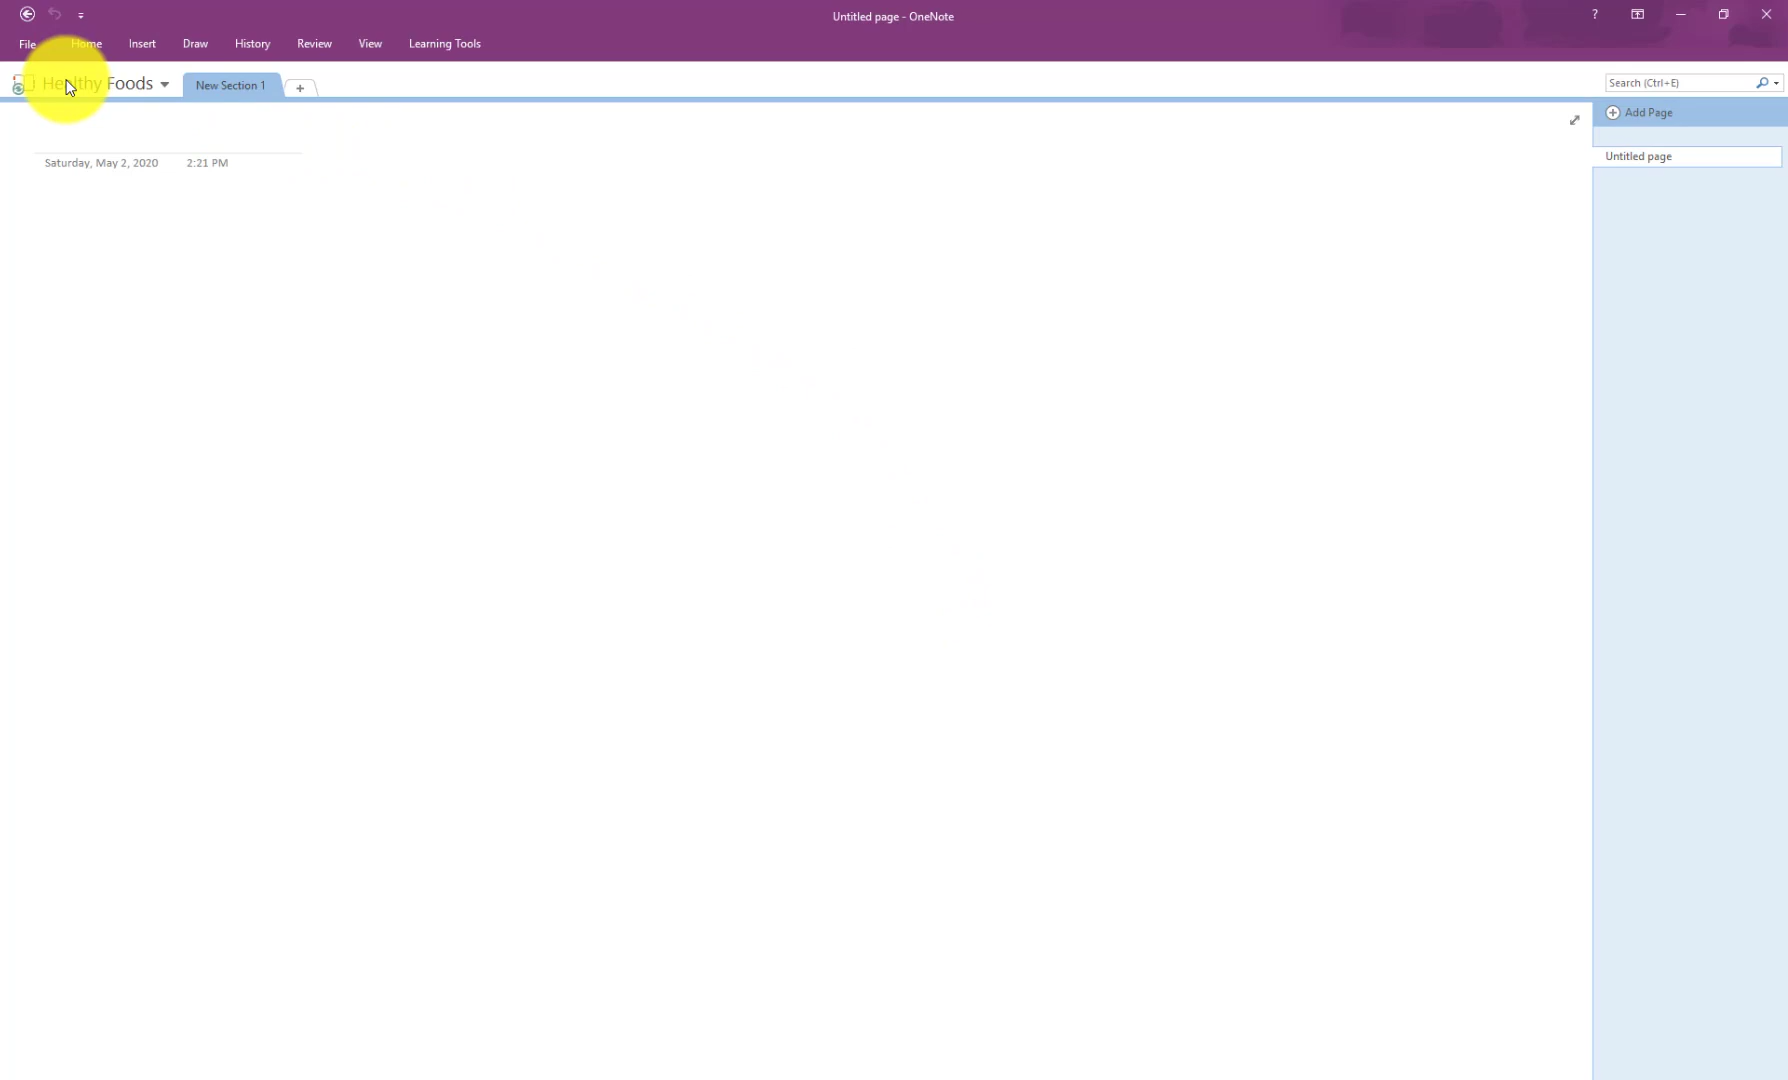 Untitled page - OneNote
?
File Home Insert Draw History Review View Learning Tools
Healthy Foods New Section 1 + Search (Ctrl+E)
Add Page
Saturday, May 2, 2020 2:21 PM
Untitled page